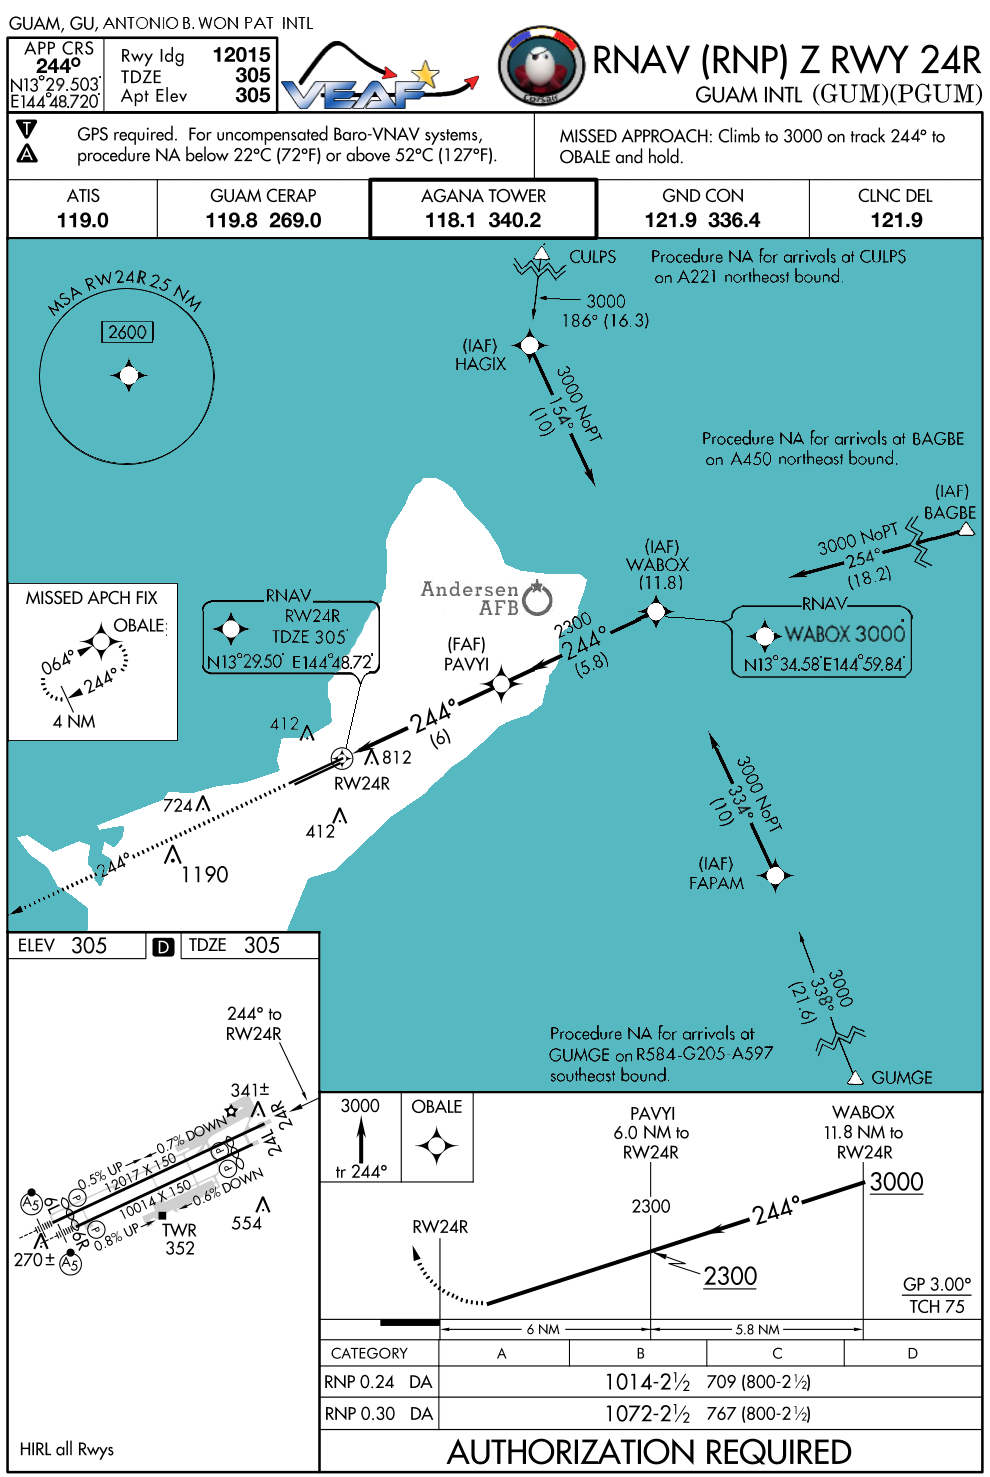 GUAM, GU, ANTONIO B. WON PAT INTL
APP CRS
244°
N13°29.503'
E144°48.720'
Rwy ldg 12015
TDZE 305
Apt Elev 305
VEAF
Corsair
RNAV (RNP) Z RWY 24R
GUAM INTL (GUM)(PGUM)
T
A
GPS required. For uncompensated Baro-VNAV systems,
procedure NA below 22°C (72°F) or above 52°C (127°F).
MISSED APPROACH: Climb to 3000 on track 244° to
OBALE and hold.
ATIS
119.0
GUAM CERAP
119.8 269.0
AGANA TOWER
118.1 340.2
GND CON
121.9 336.4
CLNC DEL
121.9
MSA RW24R 25 NM
2600
CULPS
3000
186° (16.3)
Procedure NA for arrivals at CULPS
on A221 northeast bound.
(IAF)
HAGIX
3000 NoPT
154°
(10)
Procedure NA for arrivals at BAGBE
on A450 northeast bound.
(IAF)
BAGBE
3000 NoPT
254°
(18.2)
(IAF)
WABOX
(11.8)
RNAV
WABOX 3000'
N13°34.58' E144°59.84'
Andersen
AFB
MISSED APCH FIX
OBALE
064°
244°
4 NM
RNAV
RW24R
TDZE 305'
N13°29.50' E144°48.72'
(FAF)
PAVYI
2300
244°
(5.8)
244°
(6)
412
812
RW24R
724
412
1190
244°
3000 NoPT
334°
(10)
(IAF)
FAPAM
3000
338°
(21.6)
Procedure NA for arrivals at
GUMGE on R584-G205-A597
southeast bound.
GUMGE
ELEV 305
D
TDZE 305
244° to
RW24R
341±
24R
24L
0.7% DOWN
0.5% UP
12017 X 150
10014 X 150
0.6% DOWN
0.8% UP
P
P
P
P
A5
A5
6L
6R
TWR
352
554
270±
HIRL all Rwys
3000
tr 244°
OBALE
PAVYI
6.0 NM to
RW24R
WABOX
11.8 NM to
RW24R
3000
2300
244°
RW24R
2300
GP 3.00°
TCH 75
6 NM
5.8 NM
CATEGORY A B C D
RNP 0.24 DA 1014-2½ 709 (800-2½)
RNP 0.30 DA 1072-2½ 767 (800-2½)
AUTHORIZATION REQUIRED